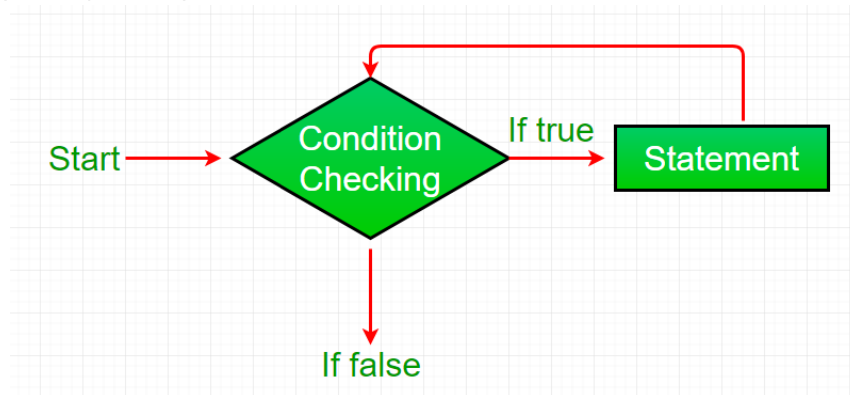 Start
Condition
Checking
If true
Statement
If false